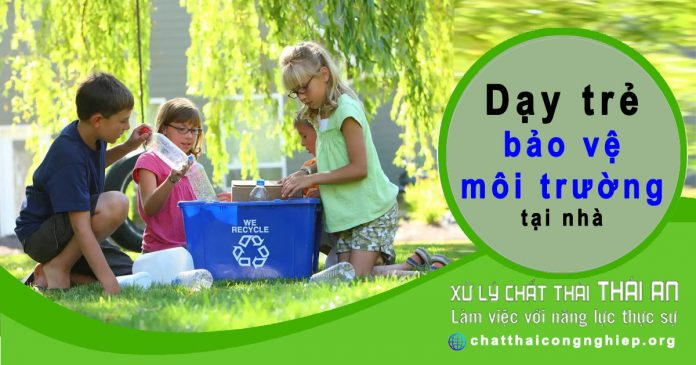 Dạy trẻ
bảo vệ
môi trường
tại nhà
WE
RECYCLE
XỬ LÝ CHẤT THẢI THÁI AN
Làm việc với năng lực thực sự
chatthaicongnghiep.org